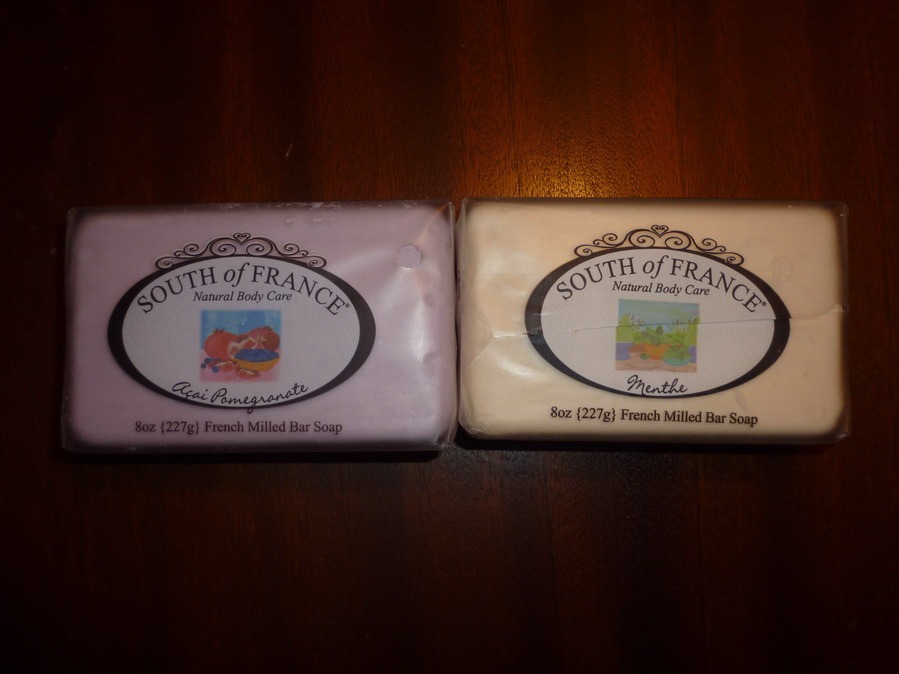 SOUTH of FRANCE®
Natural Body Care
Açai Pomegranate
8oz {227g} French Milled Bar Soap
SOUTH of FRANCE®
Natural Body Care
Menthe
8oz {227g} French Milled Bar Soap